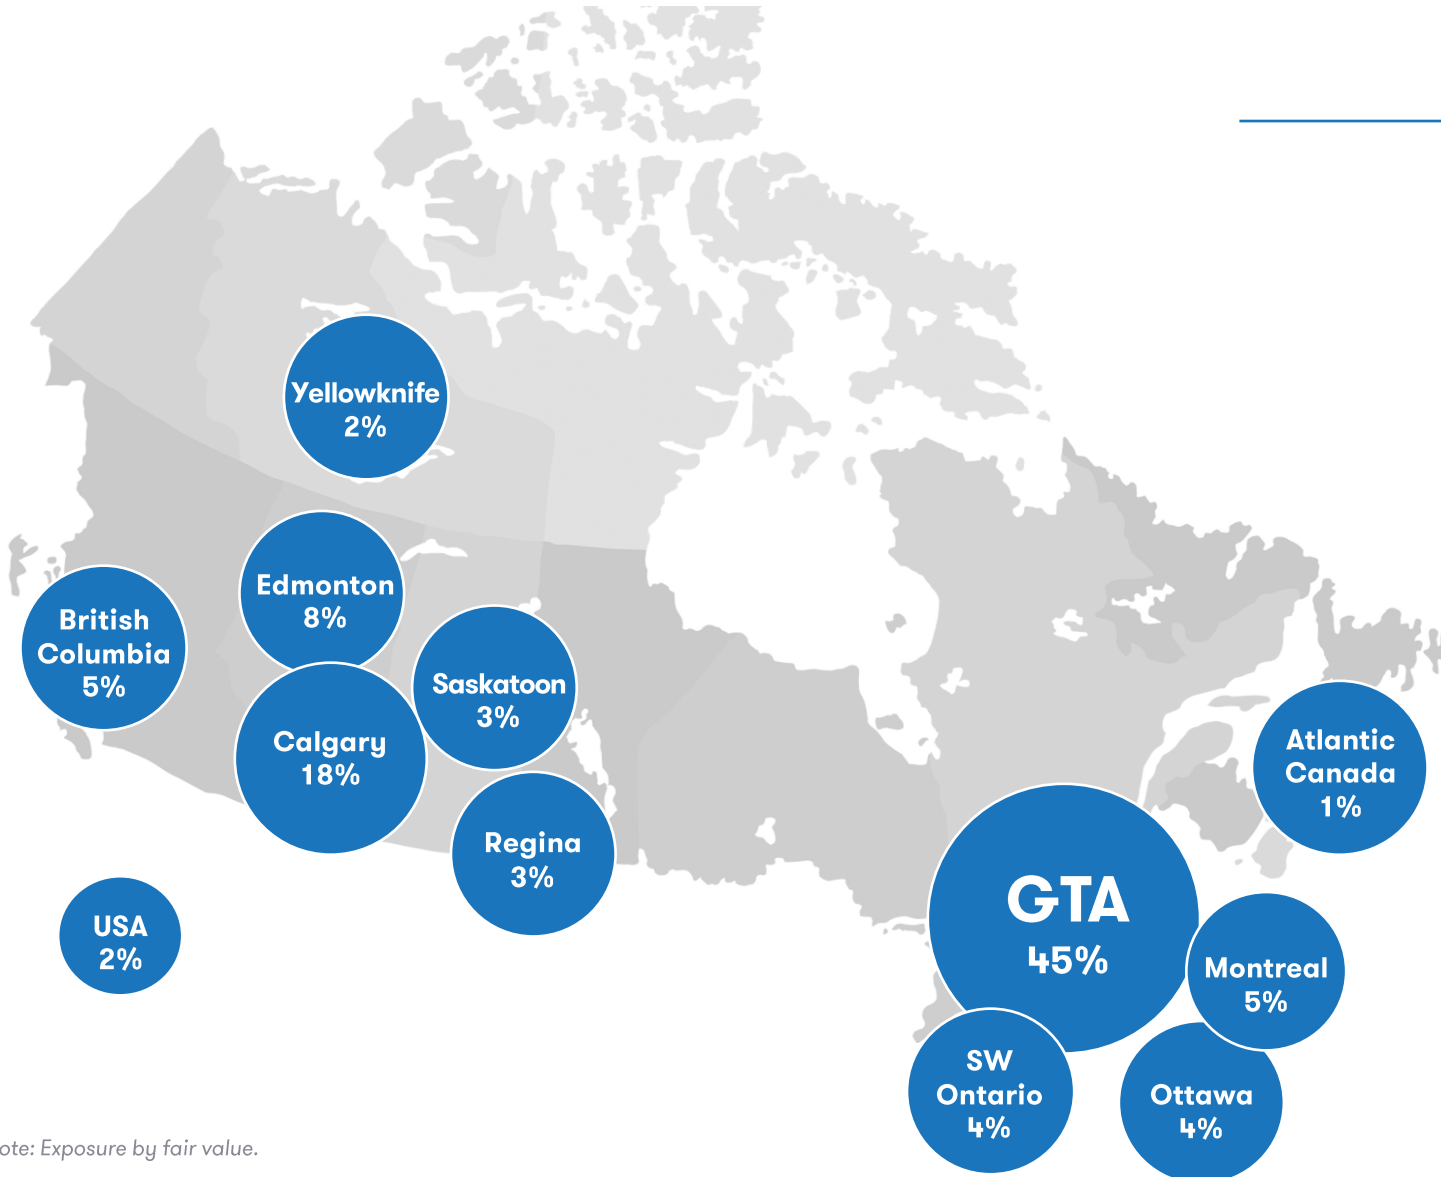 Yellowknife
2%
Edmonton
8%
British
Columbia
5%
Saskatoon
3%
Calgary
18%
Regina
3%
USA
2%
Atlantic
Canada
1%
GTA
45%
Montreal
5%
SW
Ontario
4%
Ottawa
4%
ote: Exposure by fair value.